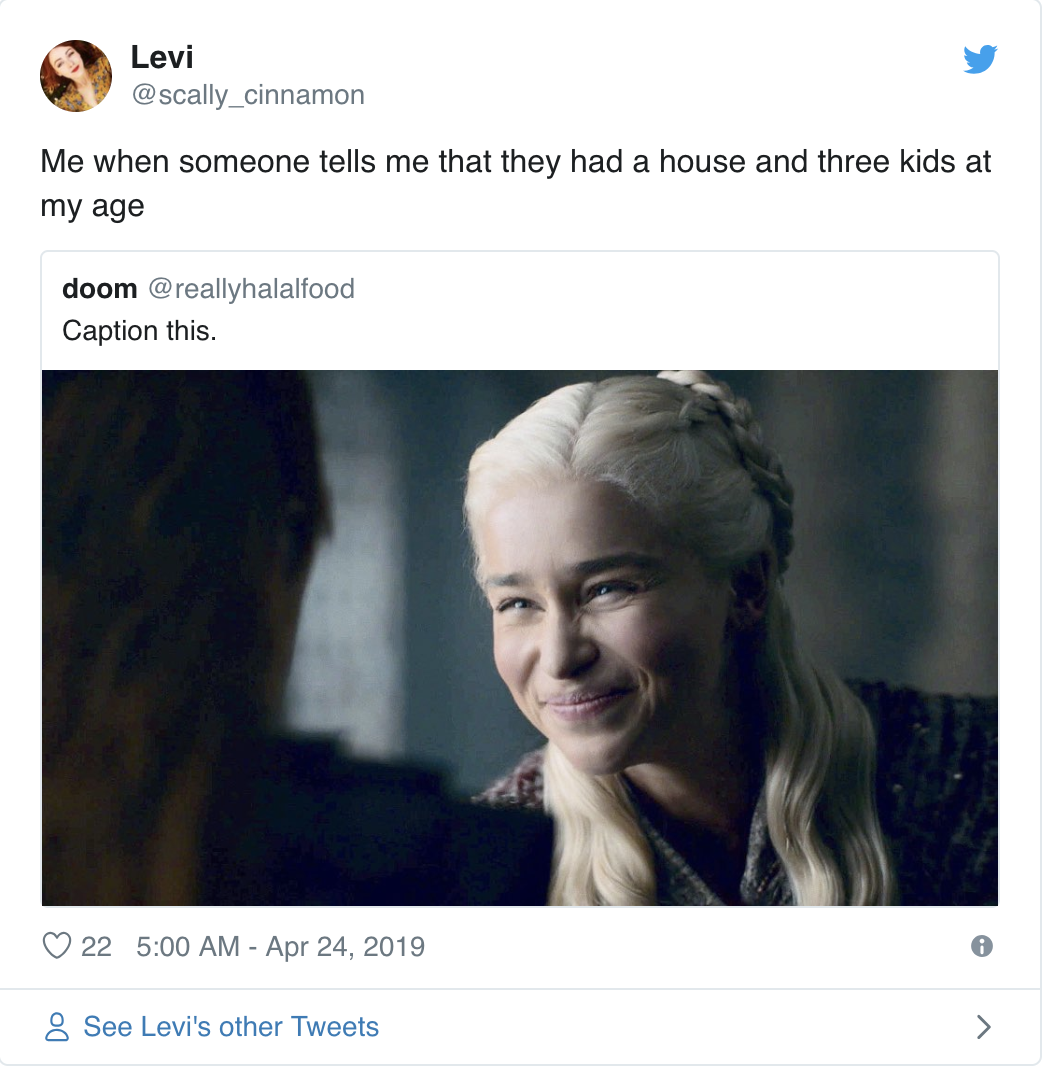 Levi
@scally_cinnamon
Me when someone tells me that they had a house and three kids at
my age
doom @reallyhalalfood
Caption this.
22 5:00 AM - Apr 24, 2019
See Levi's other Tweets